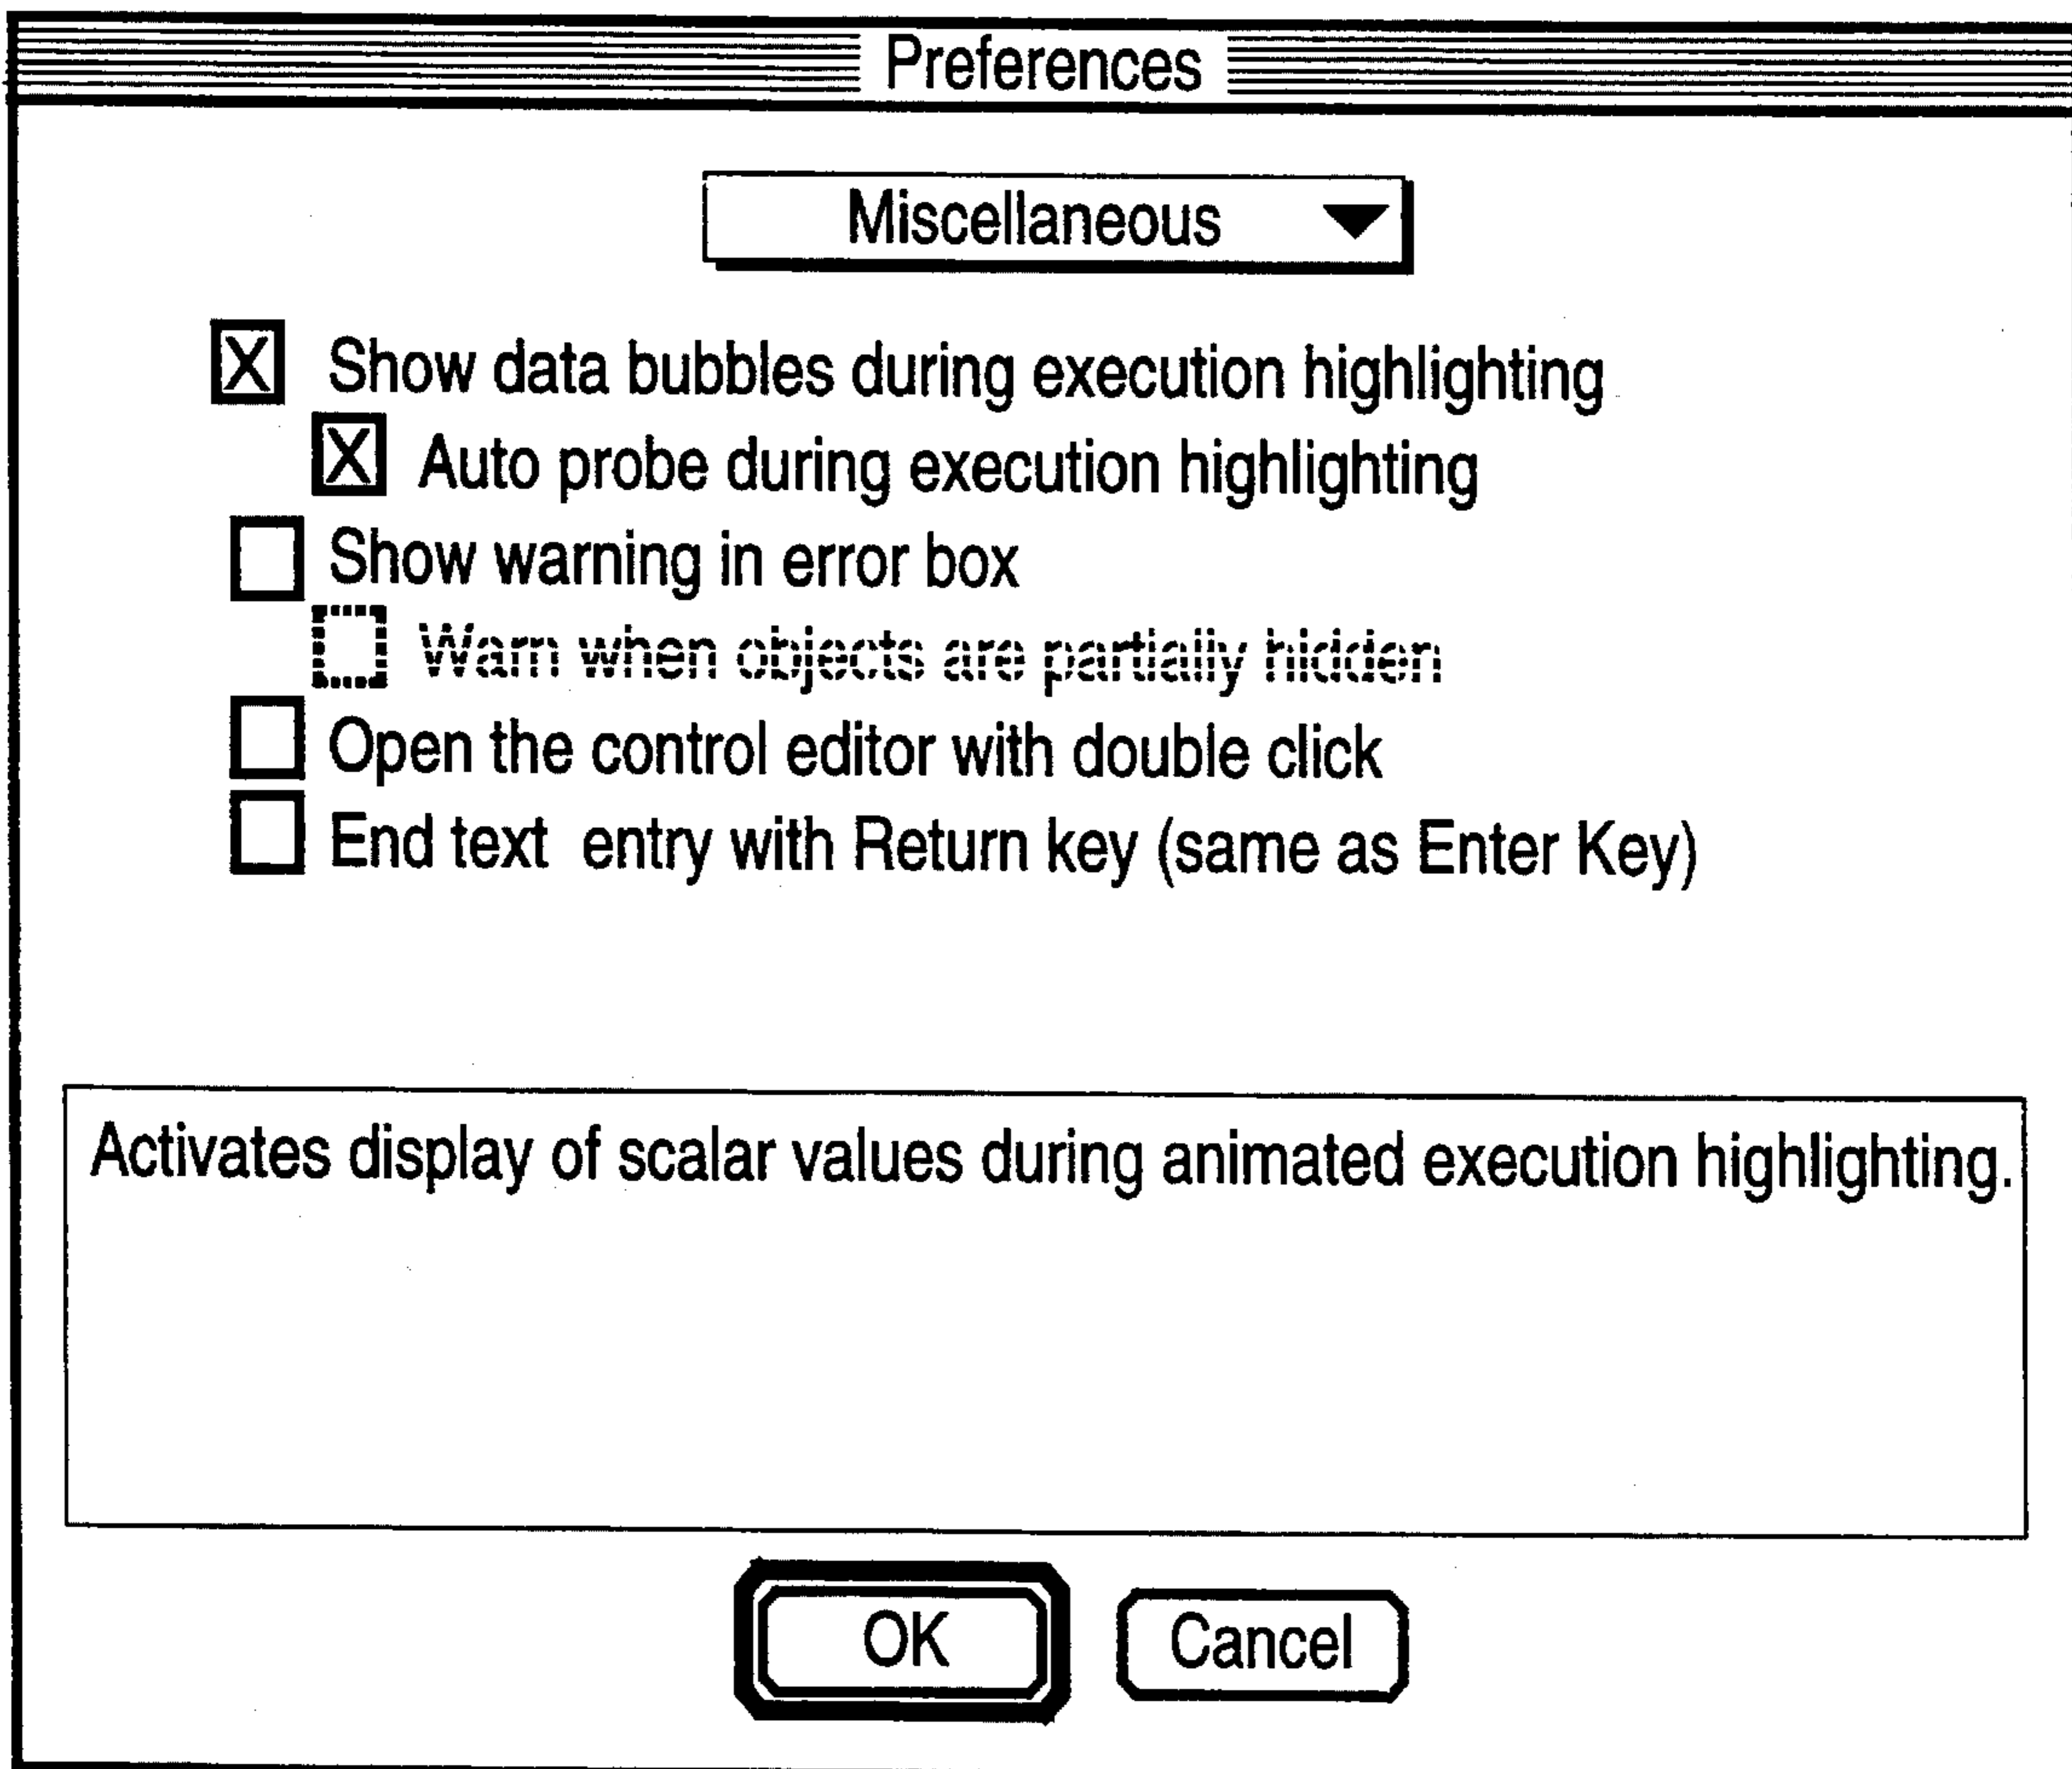 Preferences
Miscellaneous
X Show data bubbles during execution highlighting
X Auto probe during execution highlighting
Show warning in error box
Warn when objects are partially hidden
Open the control editor with double click
End text entry with Return key (same as Enter Key)
Activates display of scalar values during animated execution highlighting.
OK Cancel